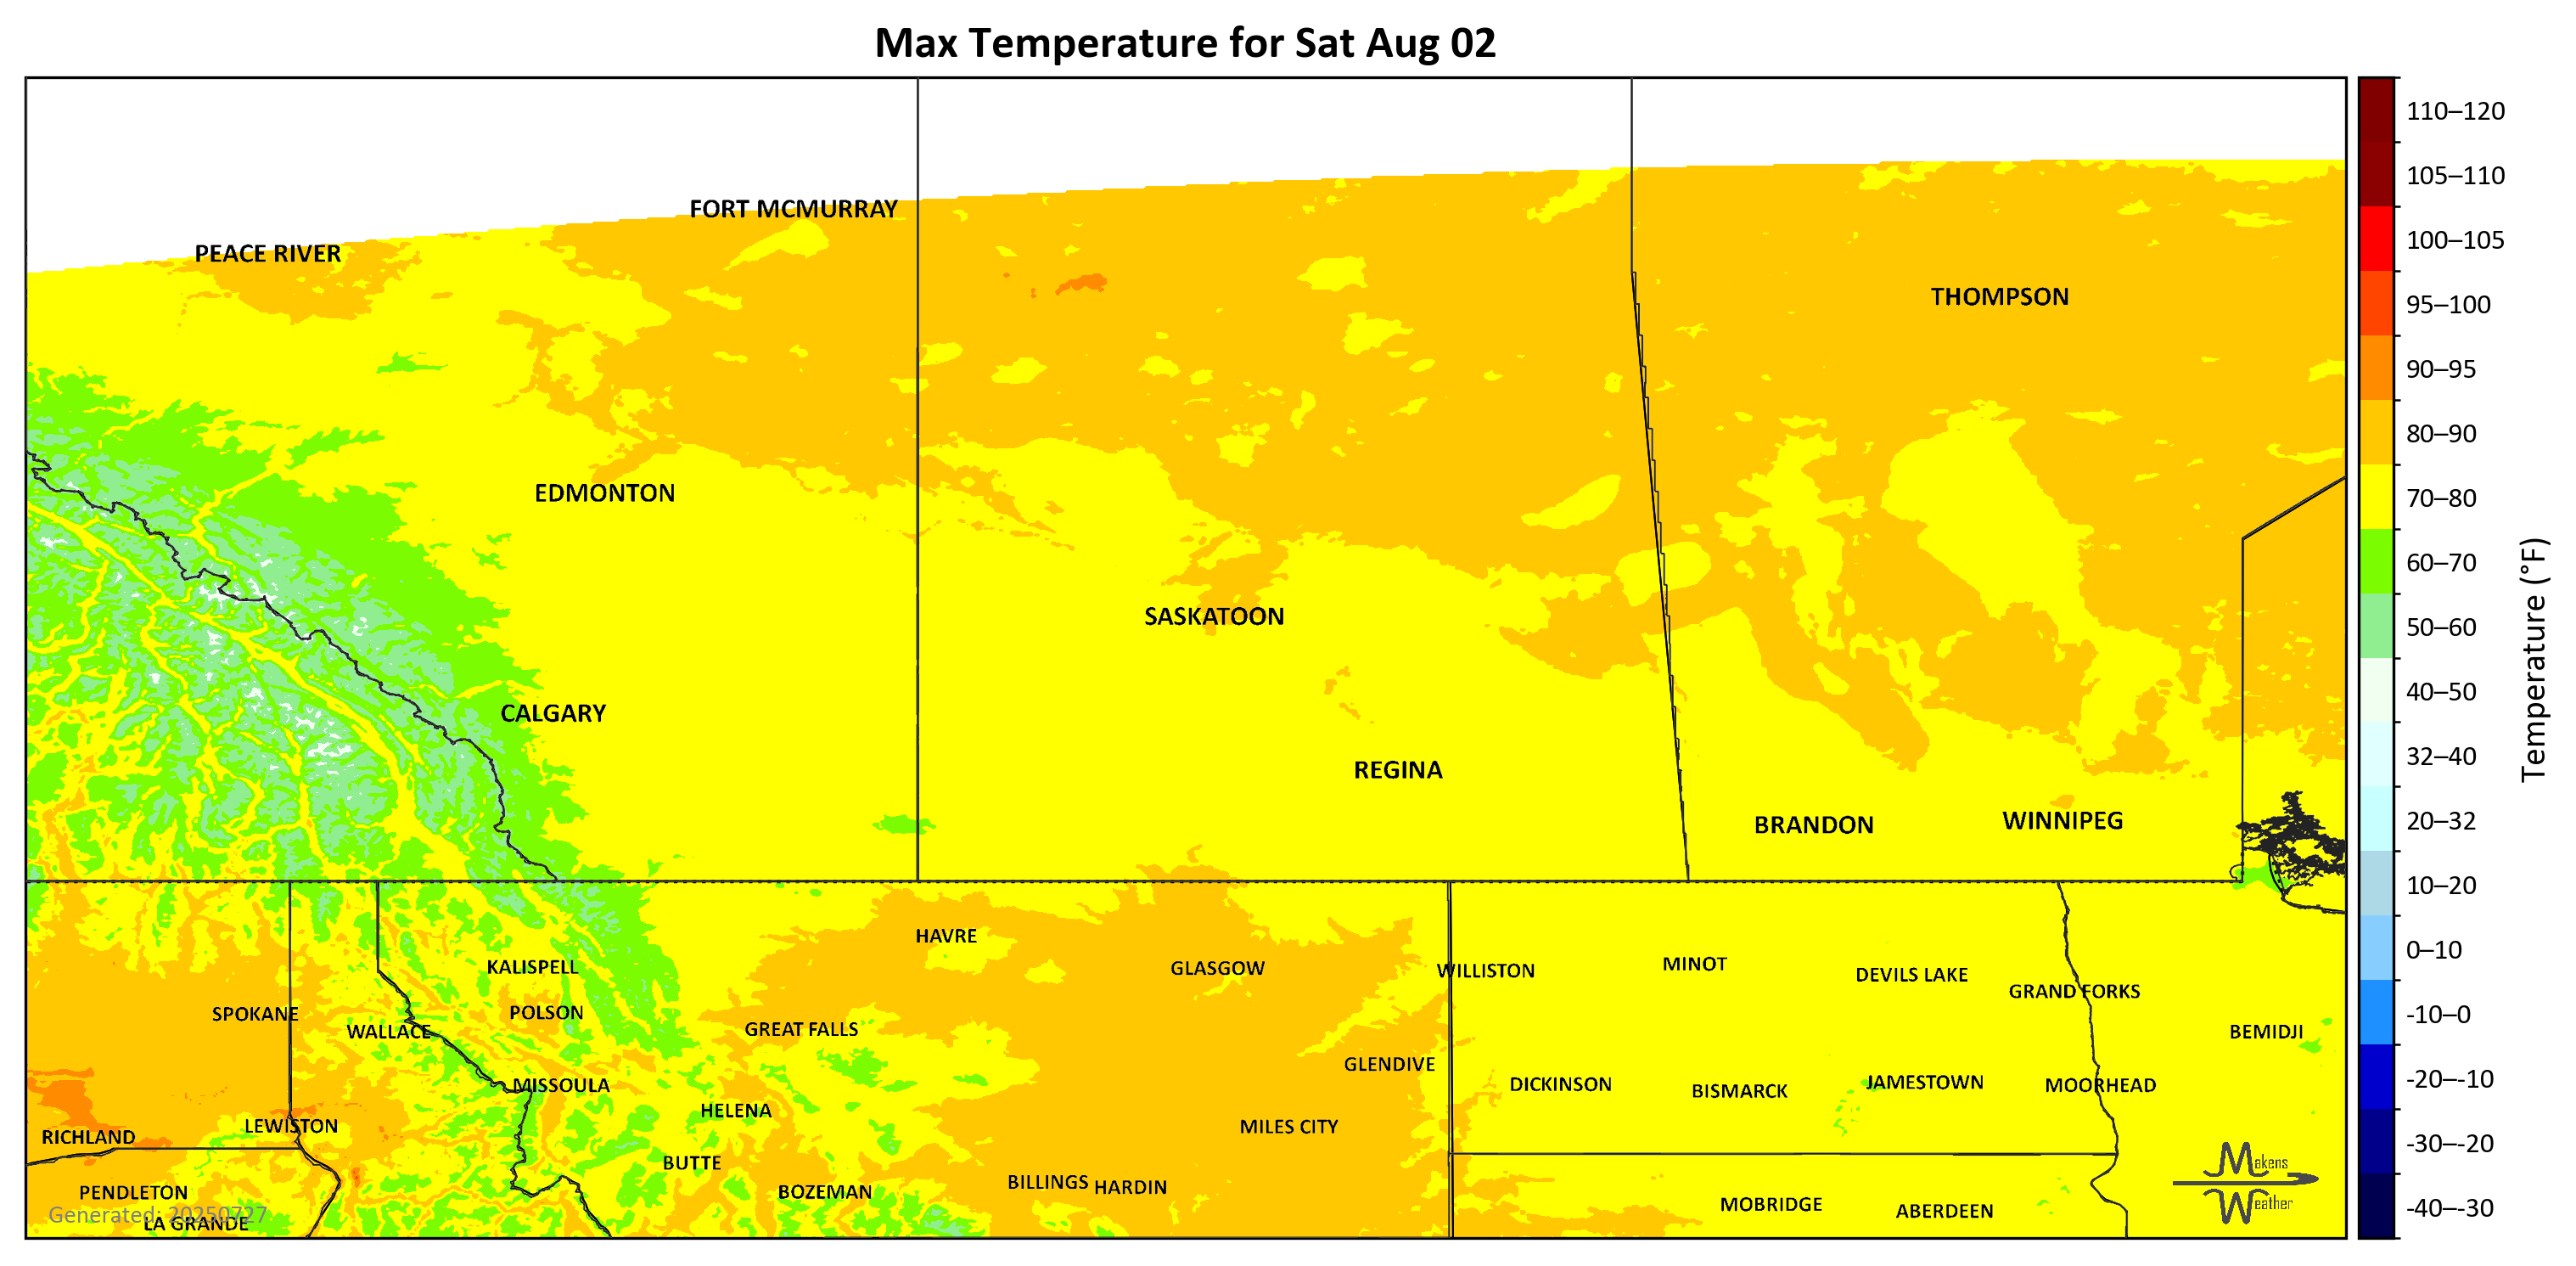 Max Temperature for Sat Aug 02
110–120
105–110
100–105
95–100
90–95
80–90
70–80
60–70
50–60
40–50
32–40
20–32
10–20
0–10
-10–0
-20–-10
-30–-20
-40–-30
Temperature (°F)
FORT MCMURRAY
PEACE RIVER
THOMPSON
EDMONTON
SASKATOON
CALGARY
REGINA
BRANDON
WINNIPEG
HAVRE
KALISPELL
GLASGOW
WILLISTON
MINOT
DEVILS LAKE
GRAND FORKS
SPOKANE
POLSON
WALLACE
GREAT FALLS
BEMIDJI
GLENDIVE
MISSOULA
DICKINSON
BISMARCK
JAMESTOWN
MOORHEAD
HELENA
LEWISTON
MILES CITY
RICHLAND
BUTTE
BILLINGS
HARDIN
PENDLETON
BOZEMAN
MOBRIDGE
ABERDEEN
LA GRANDE
Generated: 20250727
Makens
Weather